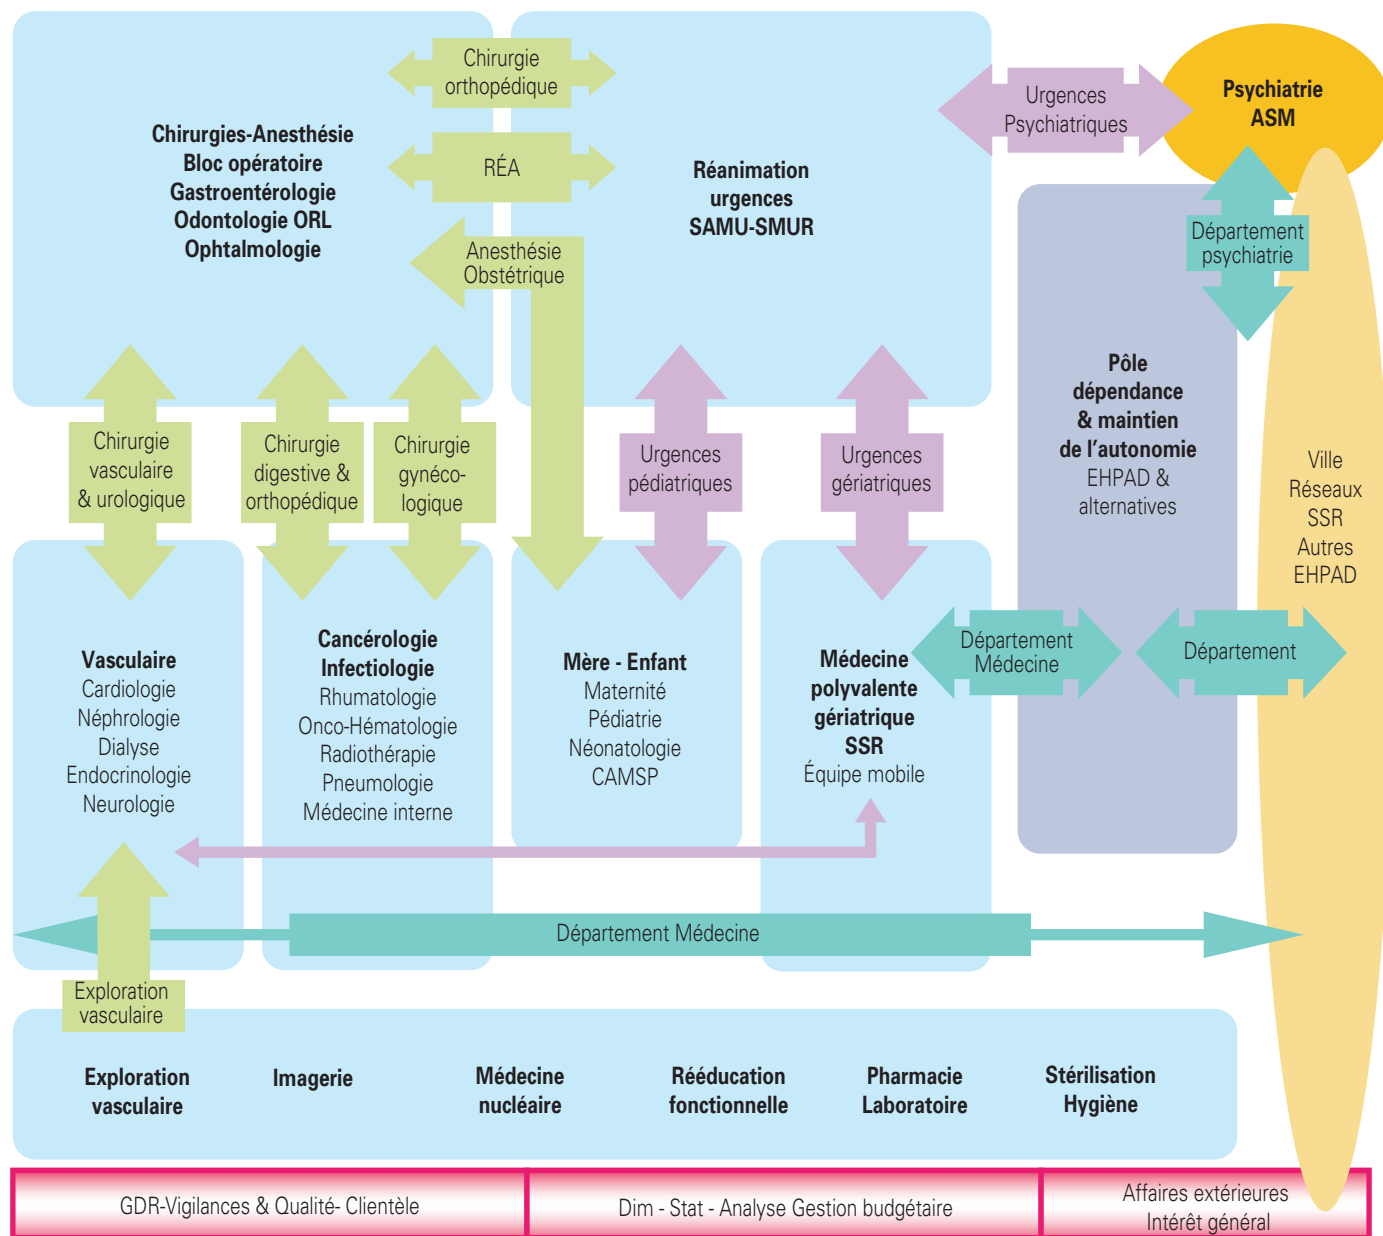 Chirurgie
orthopédique
Urgences
Psychiatriques
Psychiatrie
ASM
Chirurgies-Anesthésie
Bloc opératoire
Gastroentérologie
Odontologie ORL
Ophtalmologie
RÉA
Réanimation
urgences
SAMU-SMUR
Anesthésie
Obstétrique
Département
psychiatrie
Chirurgie
vasculaire
& urologique
Chirurgie
digestive &
orthopédique
Chirurgie
gynéco-
logique
Urgences
pédiatriques
Urgences
gériatriques
Pôle
dépendance
& maintien
de l'autonomie
EHPAD &
alternatives
Ville
Réseaux
SSR
Autres
EHPAD
Vasculaire
Cardiologie
Néphrologie
Dialyse
Endocrinologie
Neurologie
Cancérologie
Infectiologie
Rhumatologie
Onco-Hématologie
Radiothérapie
Pneumologie
Médecine interne
Mère - Enfant
Maternité
Pédiatrie
Néonatologie
CAMSP
Médecine
polyvalente
gériatrique
SSR
Équipe mobile
Département
Médecine
Département
Département Médecine
Exploration
vasculaire
Exploration
vasculaire
Imagerie
Médecine
nucléaire
Rééducation
fonctionnelle
Pharmacie
Laboratoire
Stérilisation
Hygiène
GDR-Vigilances & Qualité- Clientèle
Dim - Stat - Analyse Gestion budgétaire
Affaires extérieures
Intérêt général